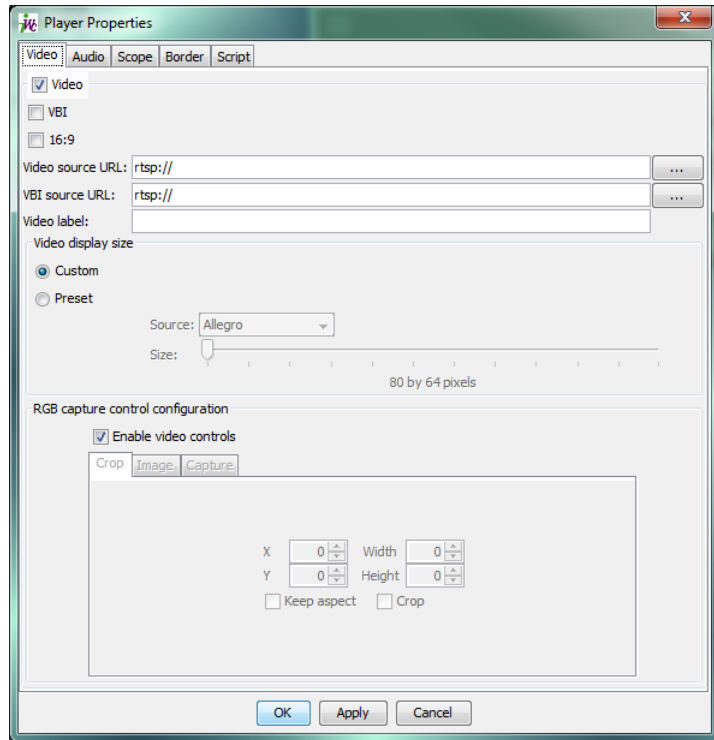 Player Properties
Video Audio Scope Border Script
Video
VBI
16:9
Video source URL: rtsp:// ...
VBI source URL: rtsp:// ...
Video label:
Video display size
Custom
Preset
Source: Allegro
Size:
80 by 64 pixels
RGB capture control configuration
Enable video controls
Crop Image Capture
X 0 Width 0
Y 0 Height 0
Keep aspect Crop
OK Apply Cancel